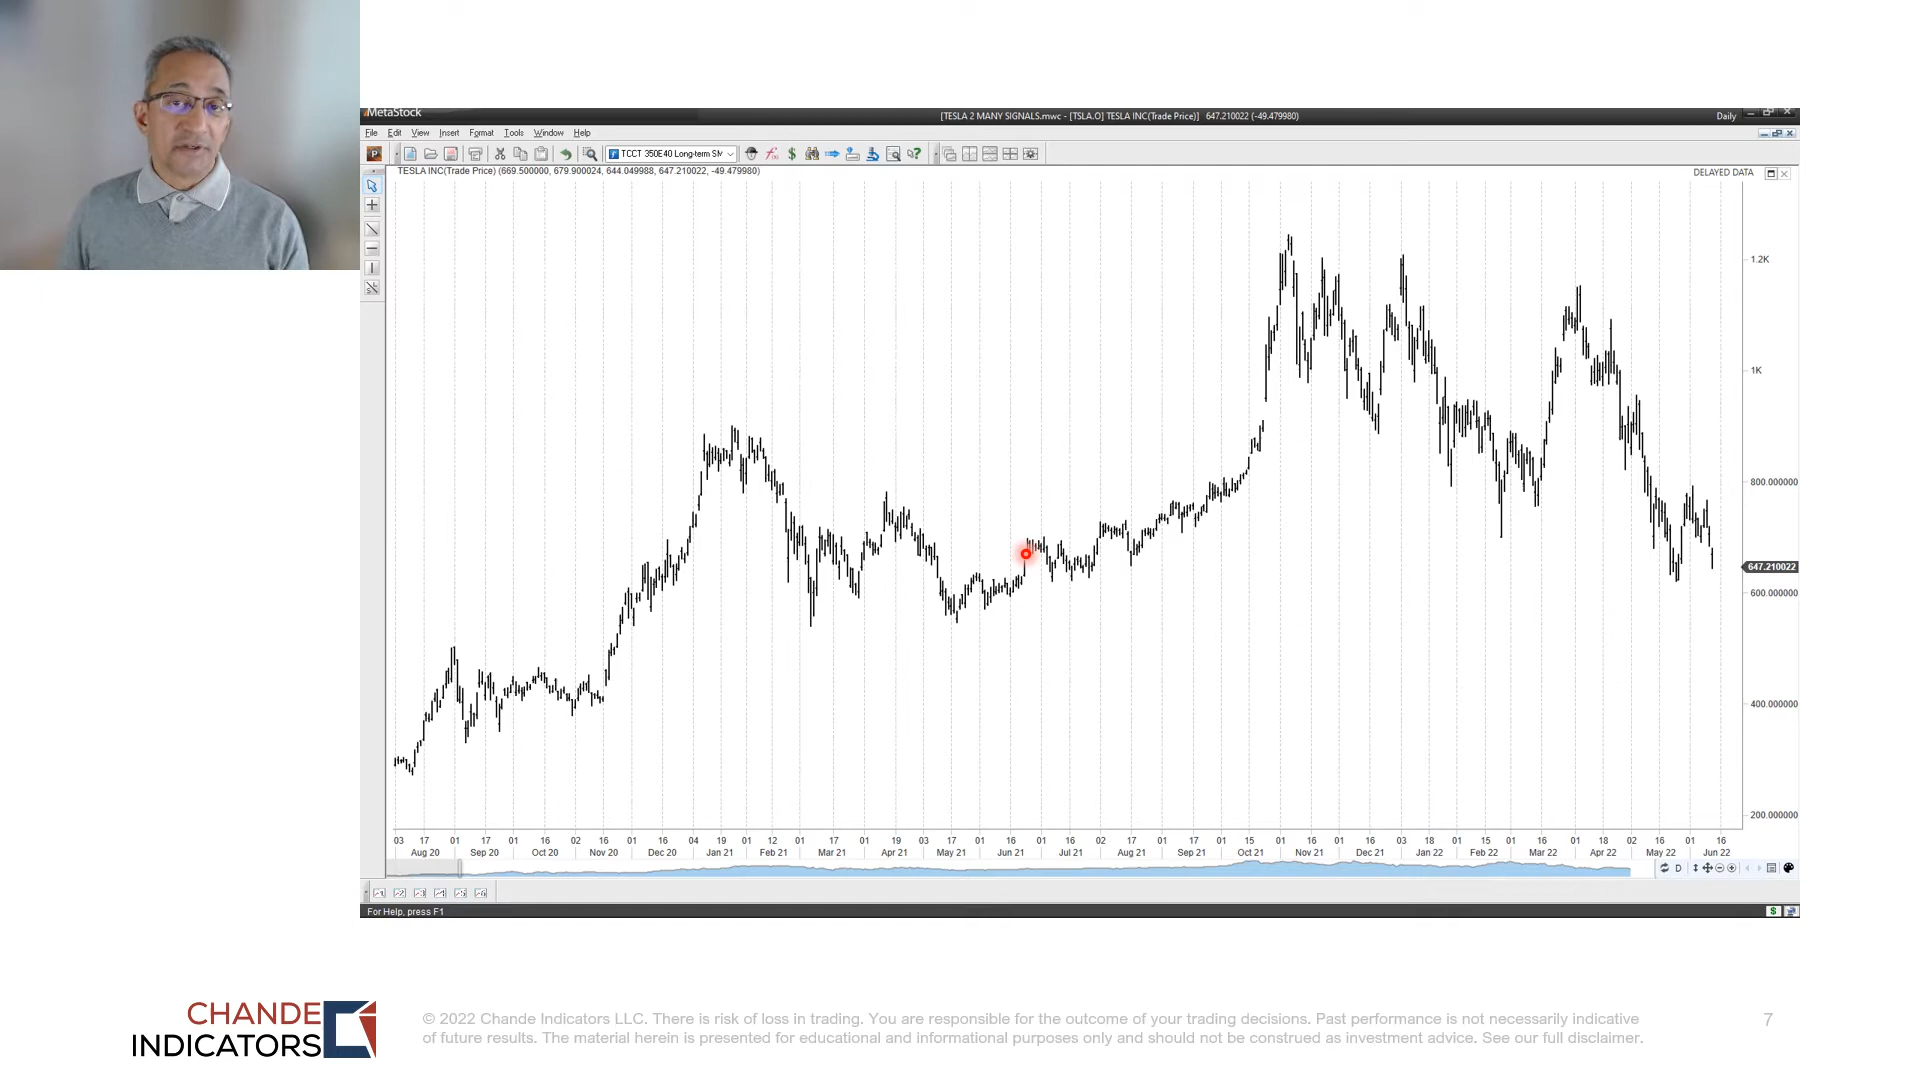 MetaStock
[TESLA 2 MANY SIGNALS.mwc - [TSLA.O] TESLA INC(Trade Price)] 647.210022 (-49.479980)
Daily
File Edit View Insert Format Tools Window Help
TCCT 350E40 Long-term SM
TESLA INC(Trade Price) (669.500000, 679.900024, 644.049988, 647.210022, -49.479980)
DELAYED DATA
1.2K
1K
800.000000
647.210022
600.000000
400.000000
200.000000
03 17 01 17 01 16 02 16 01 16 04 19 01 12 01 16 01 19 03 17 01 16 01 16 02 17 01 16 01 15 01 16 01 16 03 18 01 15 01 16 01 18 02 16 01 16
Aug 20 Sep 20 Oct 20 Nov 20 Dec 20 Jan 21 Feb 21 Mar 21 Apr 21 May 21 Jun 21 Jul 21 Aug 21 Sep 21 Oct 21 Nov 21 Dec 21 Jan 22 Feb 22 Mar 22 Apr 22 May 22 Jun 22
D
For Help, press F1
CHANDE
INDICATORS
© 2022 Chande Indicators LLC. There is risk of loss in trading. You are responsible for the outcome of your trading decisions. Past performance is not necessarily indicative
of future results. The material herein is presented for educational and informational purposes only and should not be construed as investment advice. See our full disclaimer.
7